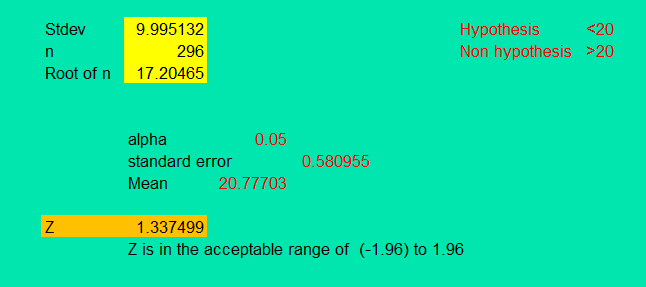 Stdev 9.995132 Hypothesis <20
n 296 Non hypothesis >20
Root of n 17.20465
alpha 0.05
standard error 0.580955
Mean 20.77703
Z 1.337499
Z is in the acceptable range of (-1.96) to 1.96